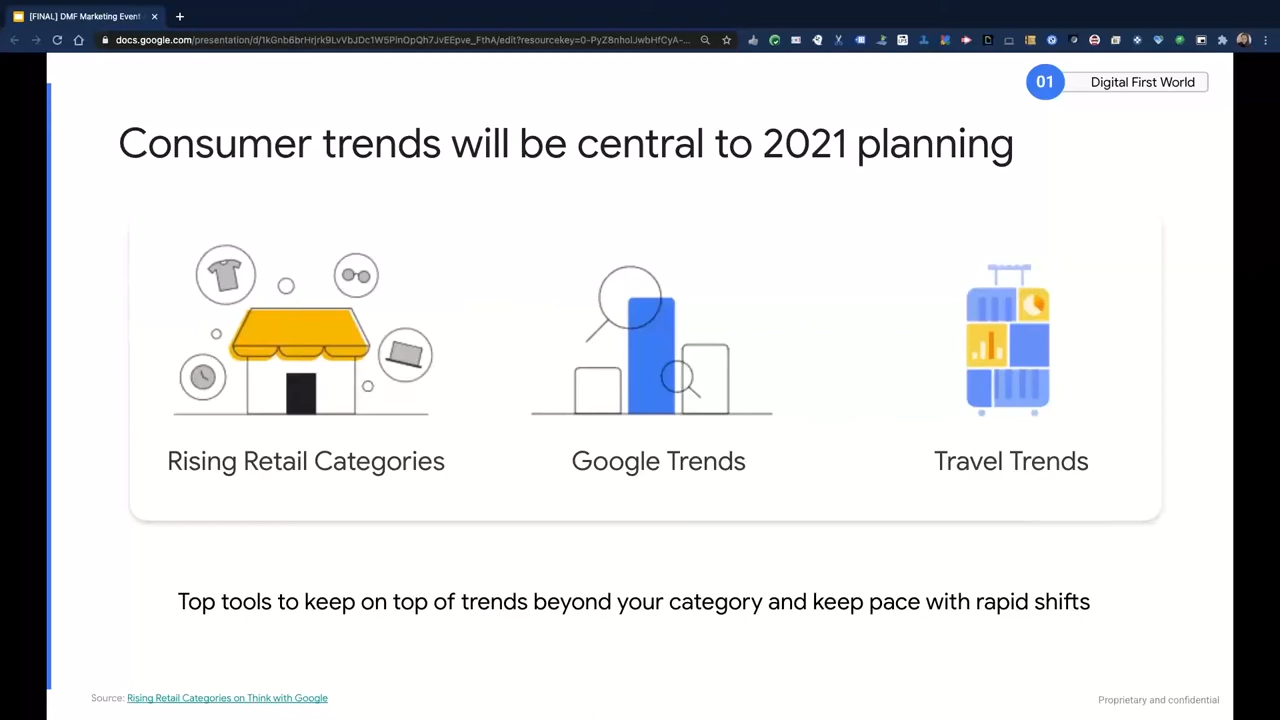 [FINAL] DMF Marketing Event
docs.google.com/presentation/d/1kGnb6brHrjrk9LvVbJDc1W5PlnOpQh7JvEEpve_FthA/edit?resourcekey=0-PyZ8nholJwbHfCyA-...
01
Digital First World
Consumer trends will be central to 2021 planning
Rising Retail Categories
Google Trends
Travel Trends
Top tools to keep on top of trends beyond your category and keep pace with rapid shifts
Source: Rising Retail Categories on Think with Google
Proprietary and confidential